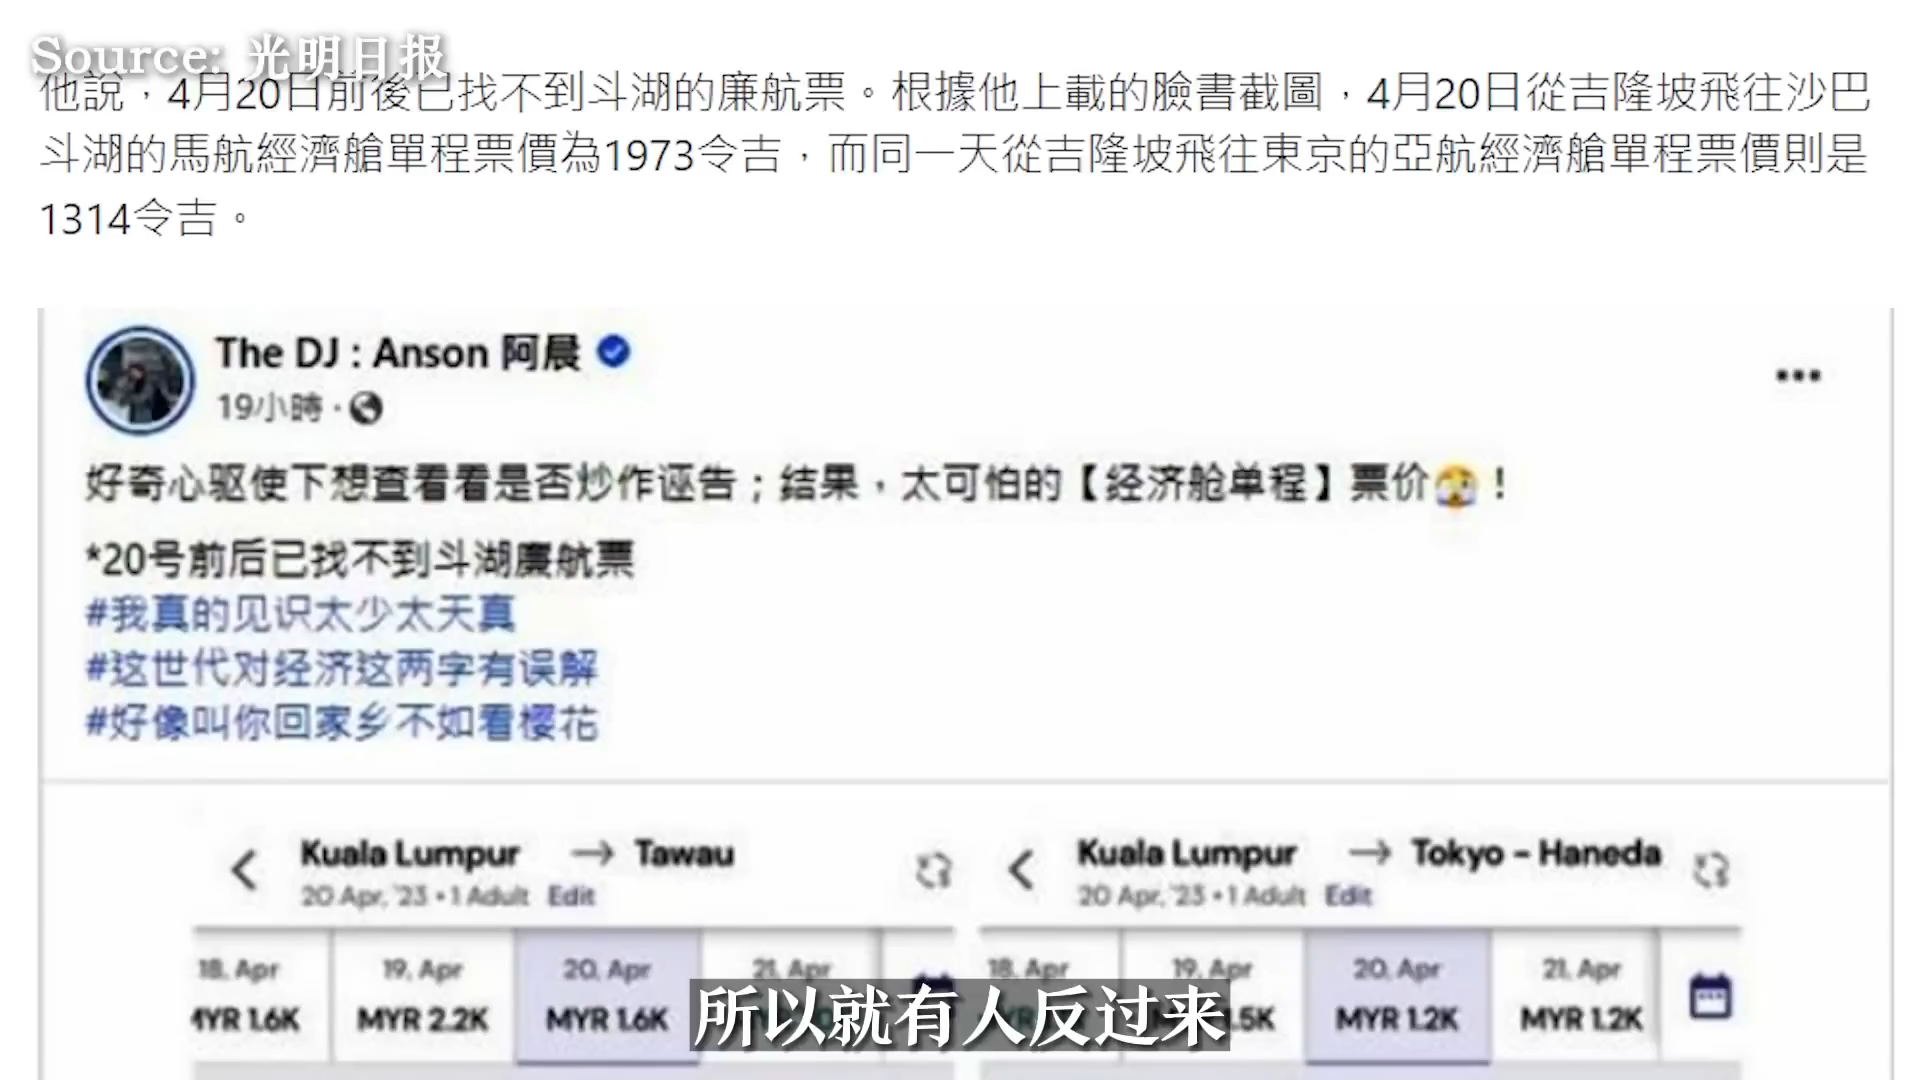 Source: 光明日报
他說，4月20日前後已找不到斗湖的廉航票。根據他上載的臉書截圖，4月20日從吉隆坡飛往沙巴
斗湖的馬航經濟艙單程票價為1973令吉，而同一天從吉隆坡飛往東京的亞航經濟艙單程票價則是
1314令吉。
The DJ : Anson 阿晨
19小時
好奇心驱使下想查看看是否炒作诬告；结果，太可怕的【经济舱单程】票价！
*20号前后已找不到斗湖廉航票
#我真的见识太少太天真
#这世代对经济这两字有误解
#好像叫你回家乡不如看樱花
Kuala Lumpur → Tawau
20 Apr, '23 • 1 Adult Edit
18, Apr 19, Apr 20, Apr 21, Apr
MYR 1.6K MYR 2.2K MYR 1.6K
Kuala Lumpur → Tokyo - Haneda
20 Apr, '23 • 1 Adult Edit
18, Apr 19, Apr 20, Apr 21, Apr
.5K MYR 1.2K MYR 1.2K
所以就有人反过来